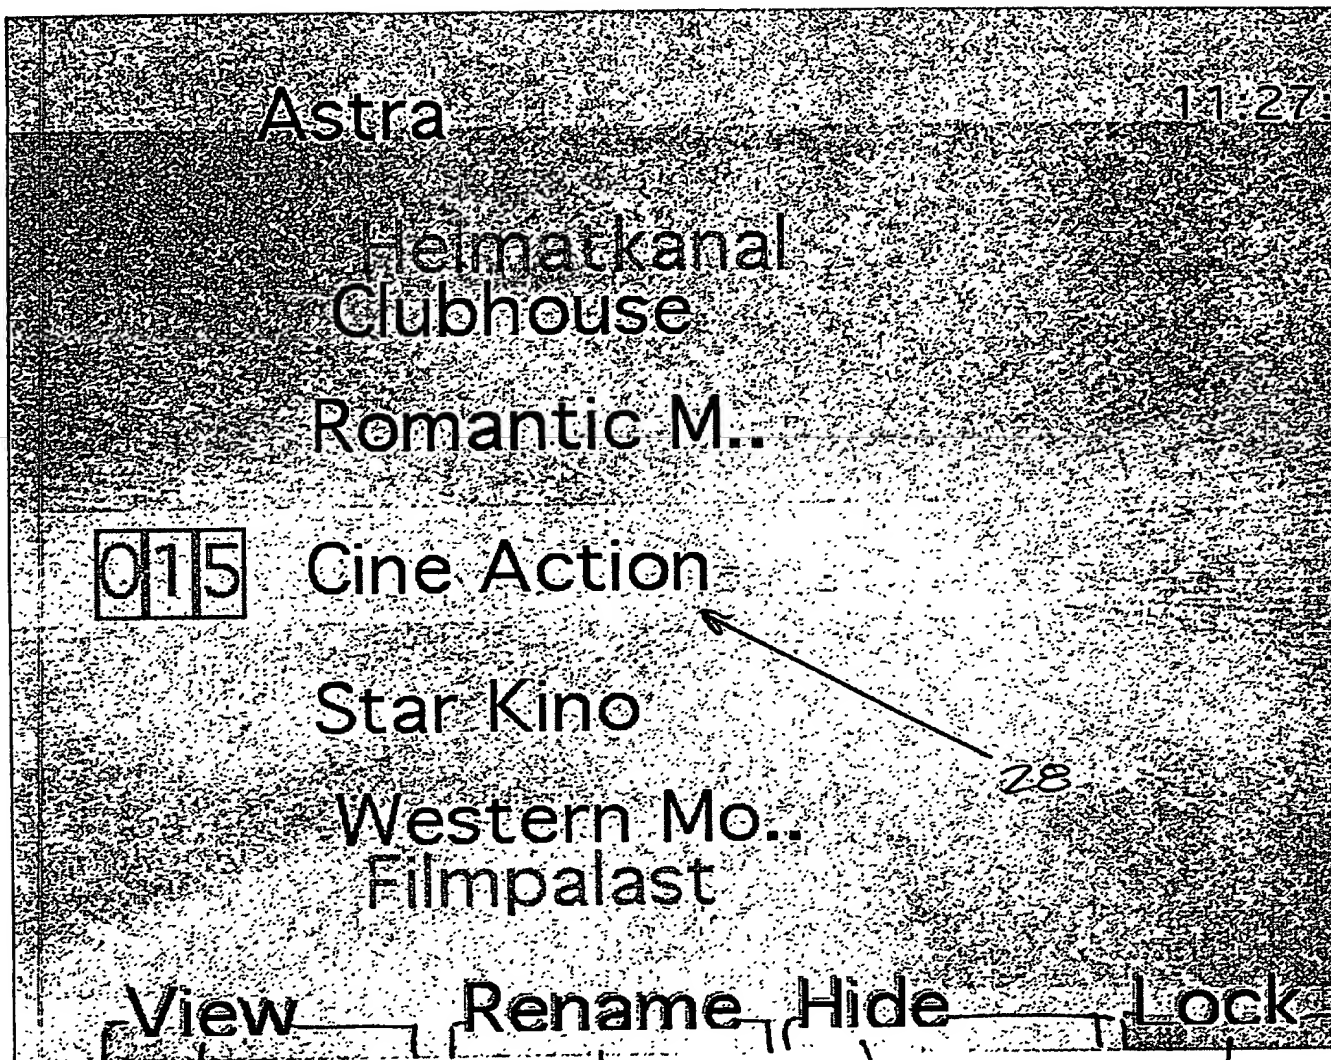 Astra 11:27:
Heimatkanal
Clubhouse
Romantic M..
015 Cine Action
Star Kino
28
Western Mo..
Filmpalast
View Rename Hide Lock